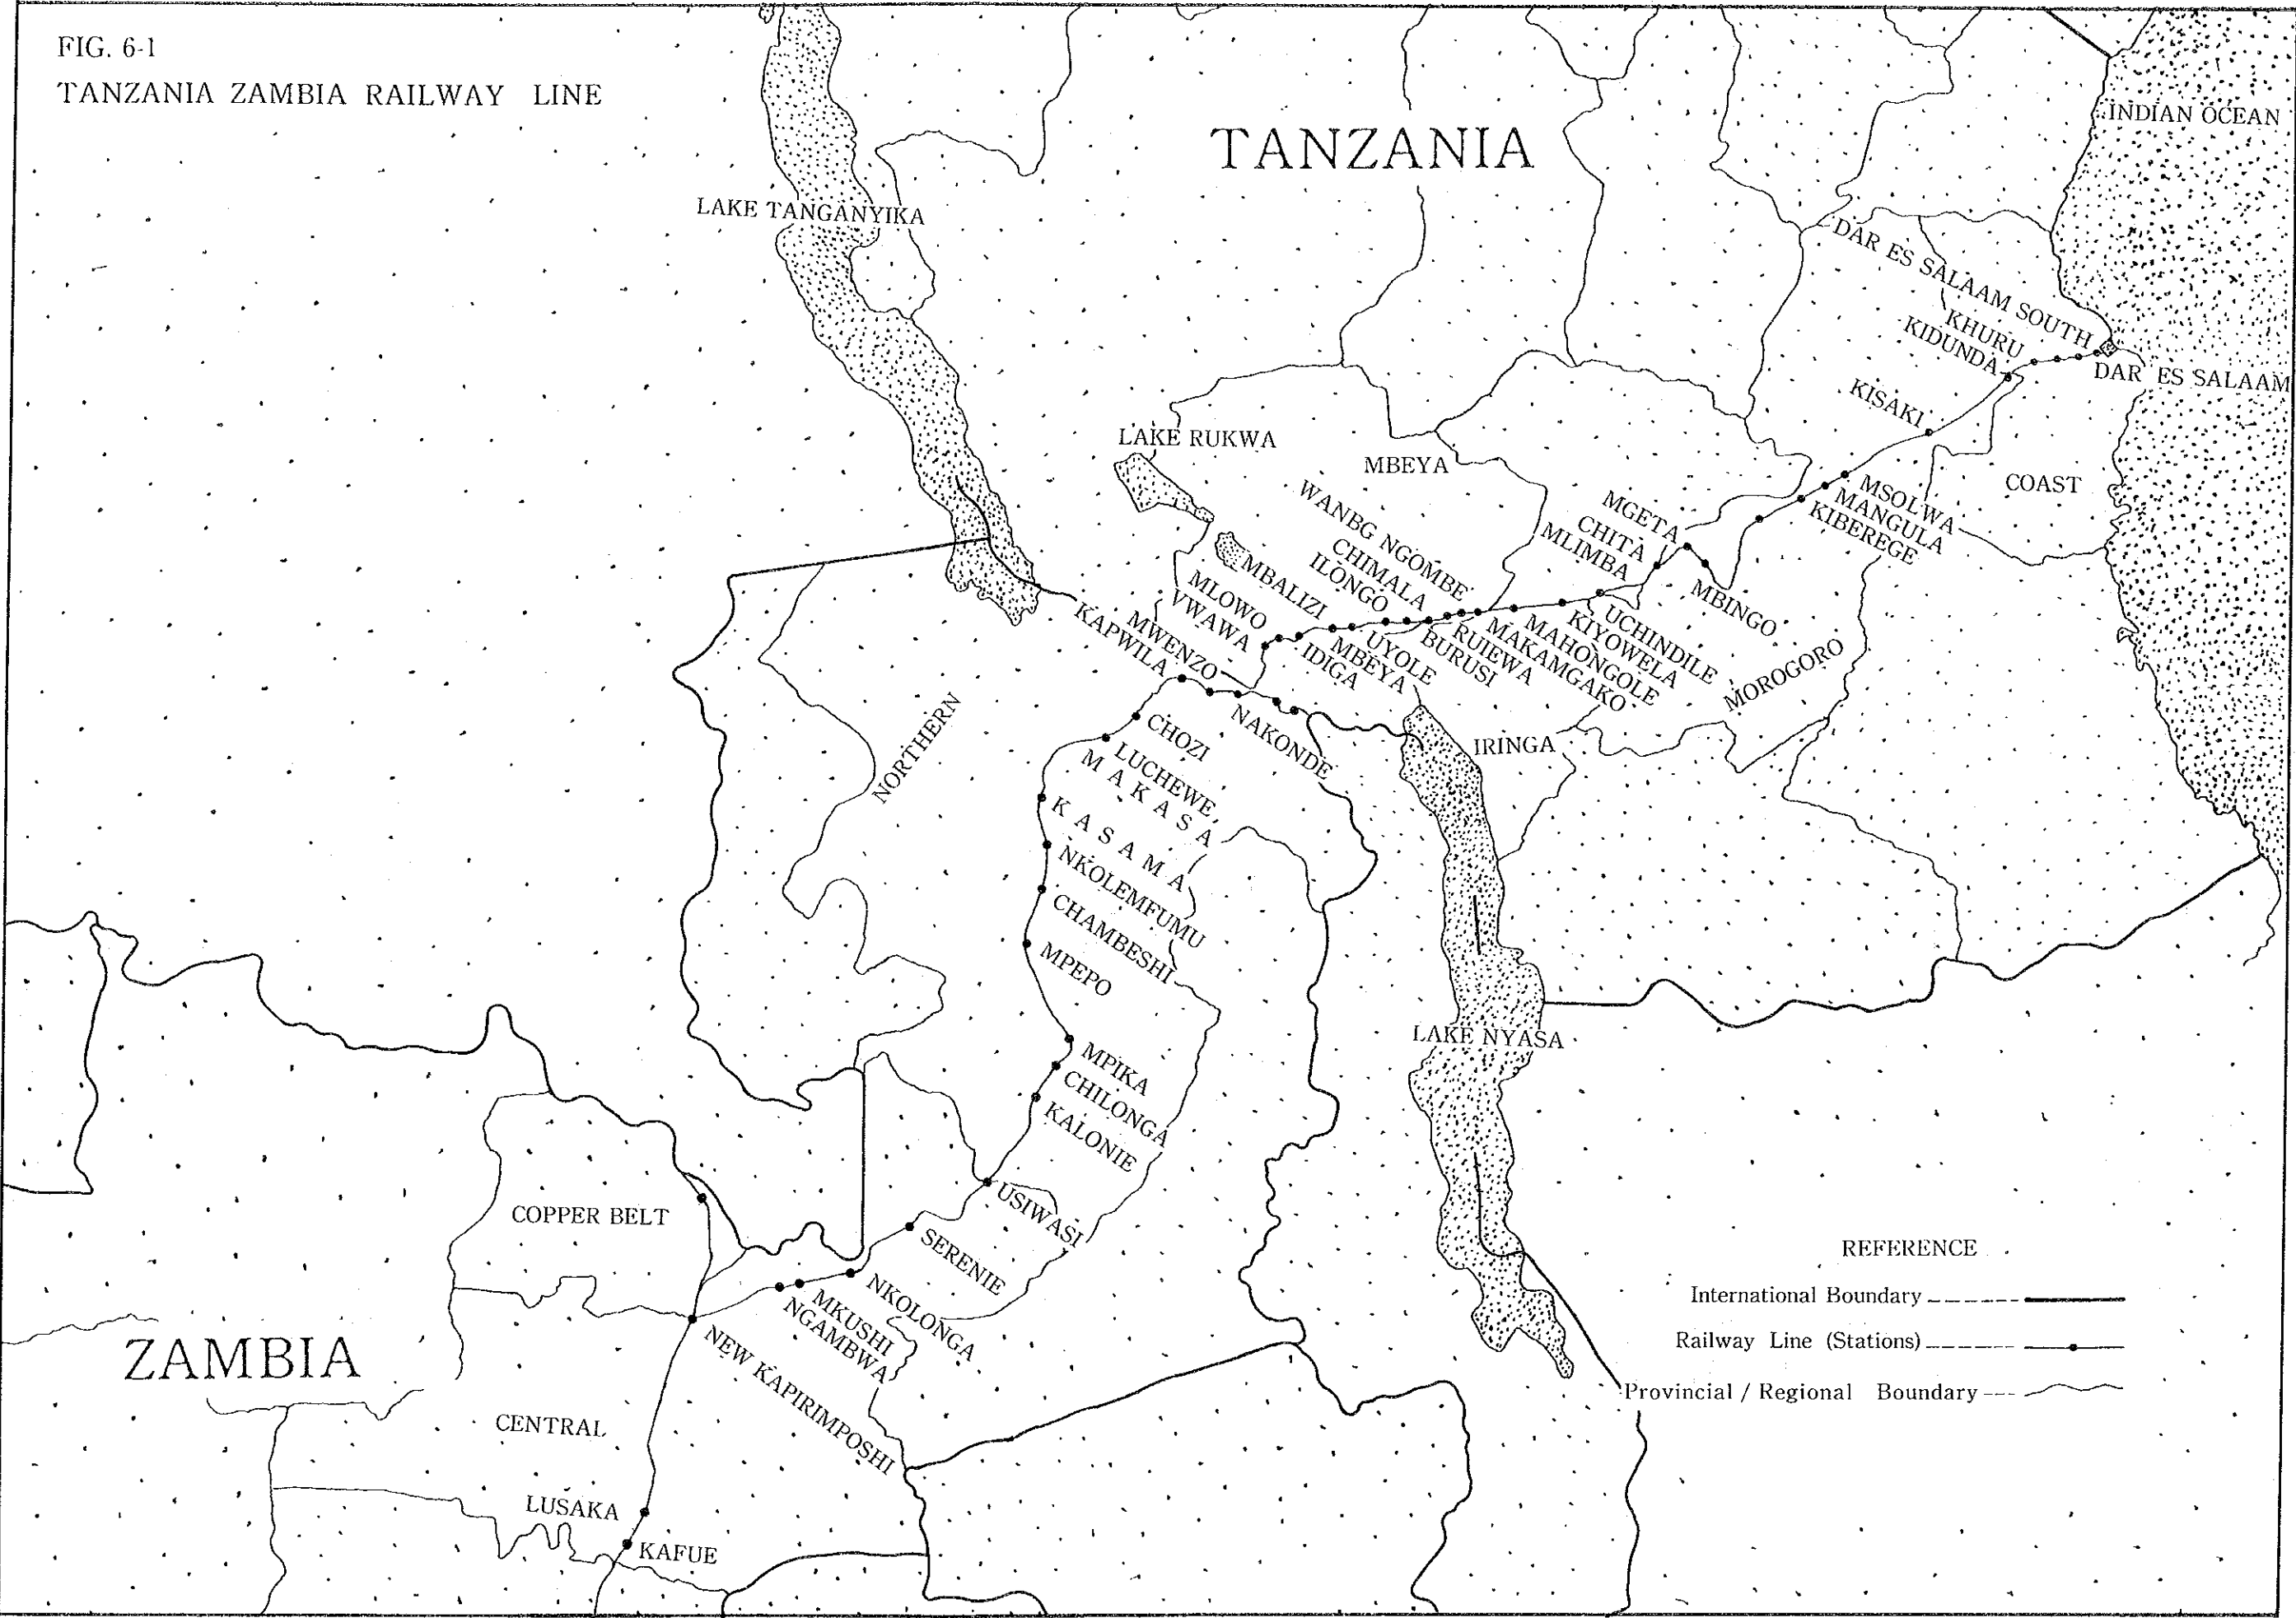 FIG. 6-1
TANZANIA ZAMBIA RAILWAY LINE
TANZANIA
INDIAN OCEAN
LAKE TANGANYIKA
DAR ES SALAAM SOUTH
KHURU
KIDUNDA
DAR ES SALAAM
KISAKI
LAKE RUKWA
MBEYA
COAST
MSOLWA
MANGULA
KIBEREGE
WANBG NGOMBE
CHIMALA
ILONGO
MGETA
CHITA
MLIMBA
MBINGO
MBALIZI
MLOWO
VWAWA
MWENZO
KAPWILA
IDIGA
MBEYA
UYOLE
BURUSI
RUIEWA
MAKAMGAKO
MAHONGOLE
KIYOWELA
UCHINDILE
MOROGORO
NORTHERN
CHOZI
NAKONDE
IRINGA
LUCHEWE
MAKASA
KASAMA
NKOLEMFUMU
CHAMBESHI
MPEPO
LAKE NYASA
MPIKA
CHILONGA
KALONIE
USIWASI
COPPER BELT
SERENIE
NKOLONGA
MKUSHI
NGAMBWA
NEW KAPIRIMPOSHI
ZAMBIA
CENTRAL
LUSAKA
KAFUE
REFERENCE
International Boundary
Railway Line (Stations)
Provincial / Regional Boundary